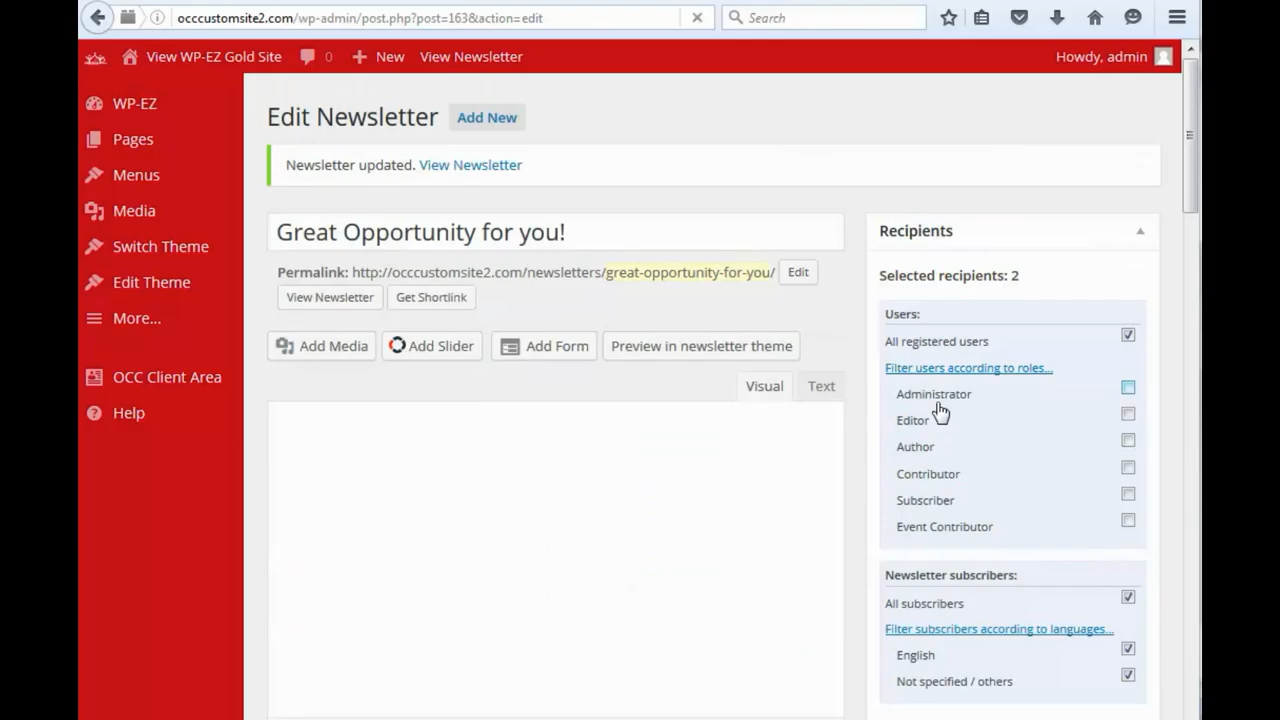 occcustomsite2.com/wp-admin/post.php?post=163&action=edit
Search
View WP-EZ Gold Site
0
New
View Newsletter
Howdy, admin
WP-EZ
Pages
Menus
Media
Switch Theme
Edit Theme
More...
OCC Client Area
Help
Edit Newsletter
Add New
Newsletter updated. View Newsletter
Great Opportunity for you!
Permalink: http://occcustomsite2.com/newsletters/great-opportunity-for-you/
Edit
View Newsletter
Get Shortlink
Add Media
Add Slider
Add Form
Preview in newsletter theme
Visual
Text
Recipients
Selected recipients: 2
Users:
All registered users
Filter users according to roles...
Administrator
Editor
Author
Contributor
Subscriber
Event Contributor
Newsletter subscribers:
All subscribers
Filter subscribers according to languages...
English
Not specified / others